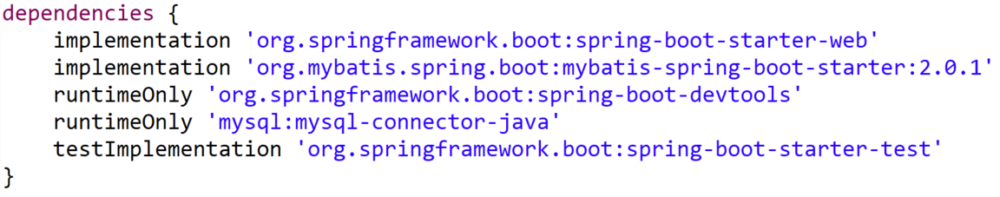 dependencies {
    implementation 'org.springframework.boot:spring-boot-starter-web'
    implementation 'org.mybatis.spring.boot:mybatis-spring-boot-starter:2.0.1'
    runtimeOnly 'org.springframework.boot:spring-boot-devtools'
    runtimeOnly 'mysql:mysql-connector-java'
    testImplementation 'org.springframework.boot:spring-boot-starter-test'
}